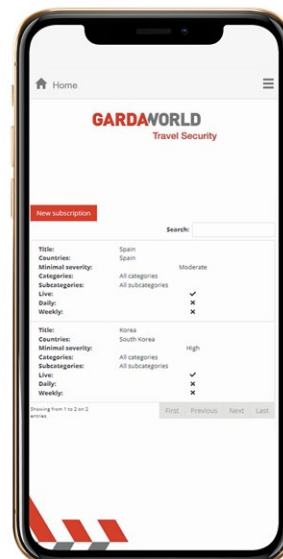 Home
GARDAWORLD
Travel Security
New subscription
Search:
Title: Spain
Countries: Spain
Minimal severity: Moderate
Categories: All categories
Subcategories: All subcategories
Live: ✔
Daily: ✖
Weekly: ✖
Title: Korea
Countries: South Korea
Minimal severity: High
Categories: All categories
Subcategories: All subcategories
Live: ✔
Daily: ✖
Weekly: ✖
Showing from 1 to 2 on 2
entries
First Previous Next Last